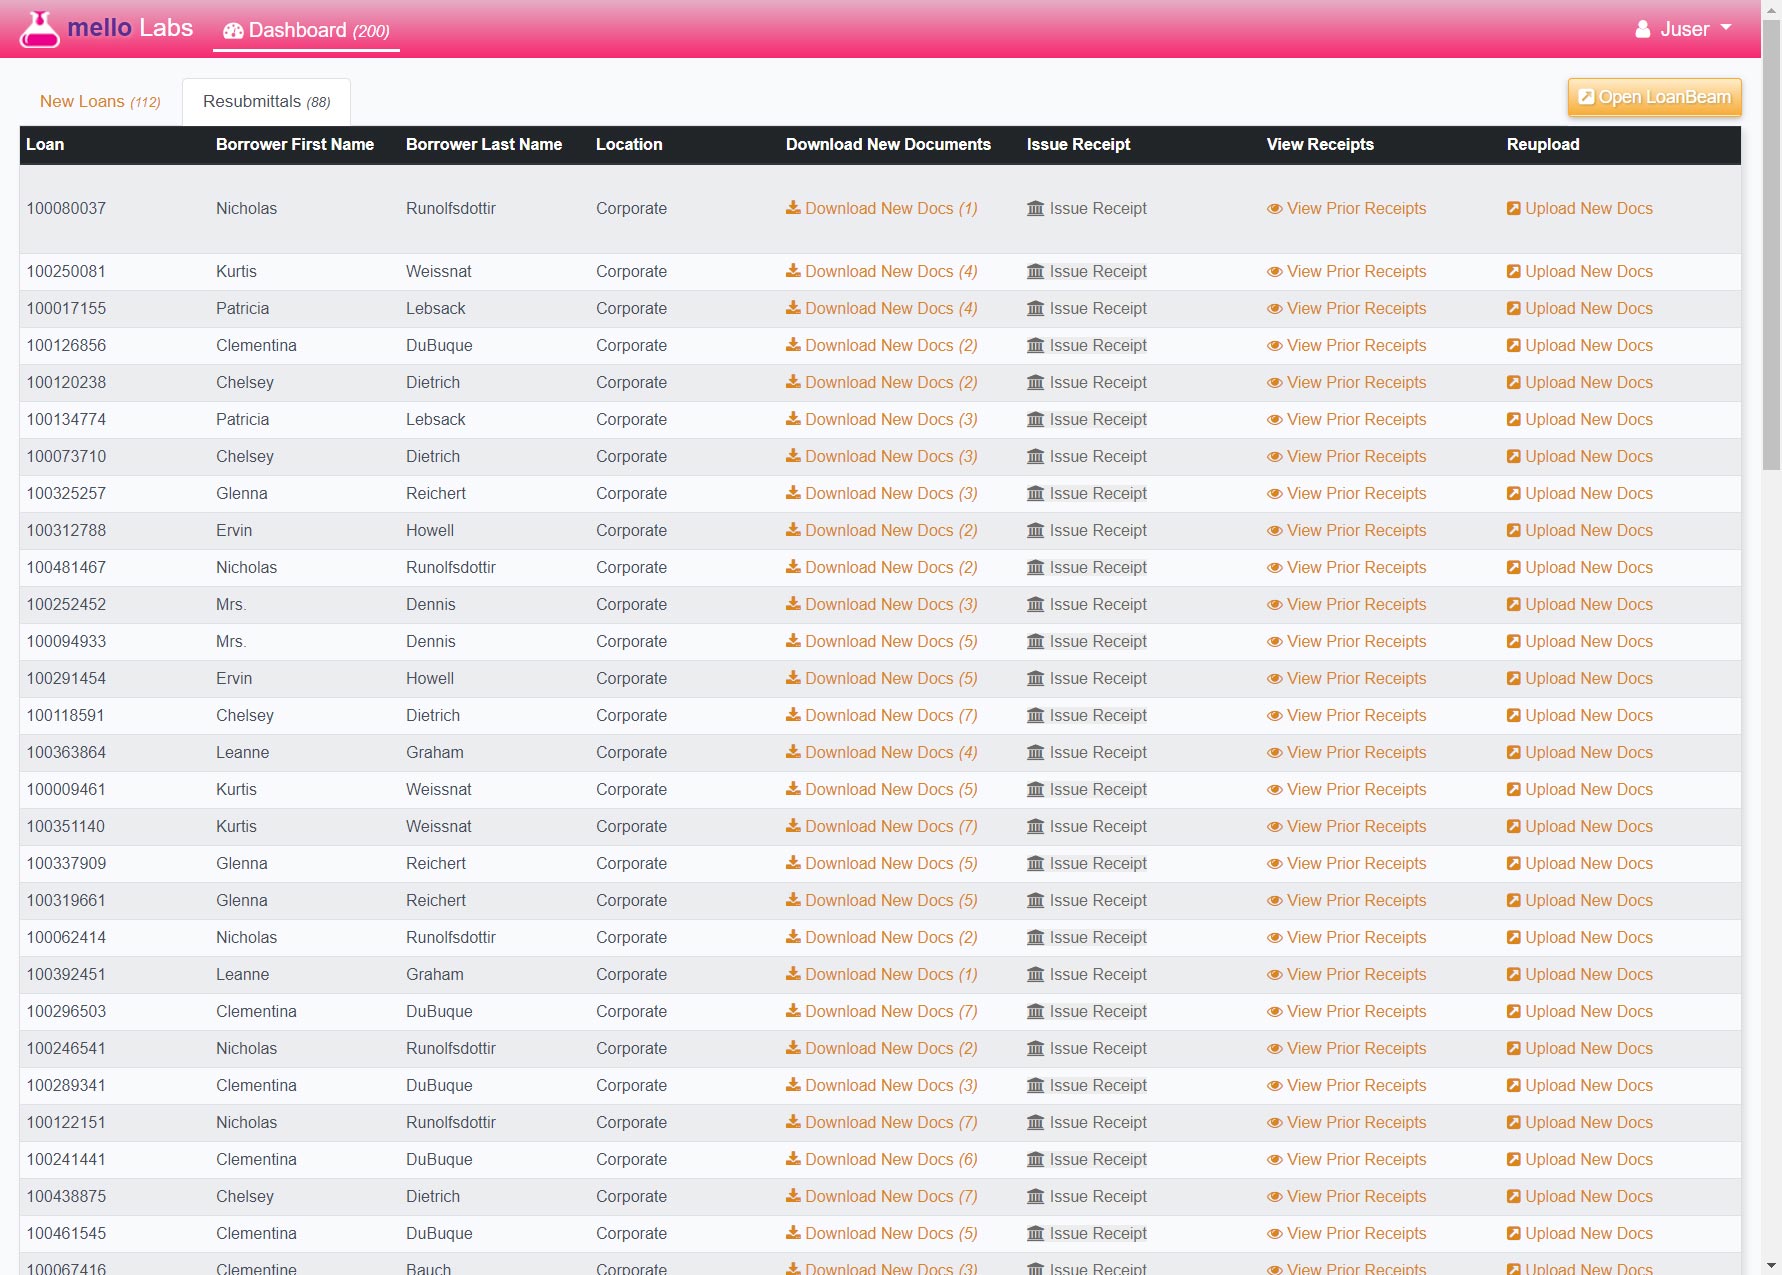 mello Labs Dashboard (200) Juser
New Loans (112) Resubmittals (88) Open LoanBeam
Loan Borrower First Name Borrower Last Name Location Download New Documents Issue Receipt View Receipts Reupload
100080037 Nicholas Runolfsdottir Corporate Download New Docs (1) Issue Receipt View Prior Receipts Upload New Docs
100250081 Kurtis Weissnat Corporate Download New Docs (4) Issue Receipt View Prior Receipts Upload New Docs
100017155 Patricia Lebsack Corporate Download New Docs (4) Issue Receipt View Prior Receipts Upload New Docs
100126856 Clementina DuBuque Corporate Download New Docs (2) Issue Receipt View Prior Receipts Upload New Docs
100120238 Chelsey Dietrich Corporate Download New Docs (2) Issue Receipt View Prior Receipts Upload New Docs
100134774 Patricia Lebsack Corporate Download New Docs (3) Issue Receipt View Prior Receipts Upload New Docs
100073710 Chelsey Dietrich Corporate Download New Docs (3) Issue Receipt View Prior Receipts Upload New Docs
100325257 Glenna Reichert Corporate Download New Docs (3) Issue Receipt View Prior Receipts Upload New Docs
100312788 Ervin Howell Corporate Download New Docs (2) Issue Receipt View Prior Receipts Upload New Docs
100481467 Nicholas Runolfsdottir Corporate Download New Docs (2) Issue Receipt View Prior Receipts Upload New Docs
100252452 Mrs. Dennis Corporate Download New Docs (3) Issue Receipt View Prior Receipts Upload New Docs
100094933 Mrs. Dennis Corporate Download New Docs (5) Issue Receipt View Prior Receipts Upload New Docs
100291454 Ervin Howell Corporate Download New Docs (5) Issue Receipt View Prior Receipts Upload New Docs
100118591 Chelsey Dietrich Corporate Download New Docs (7) Issue Receipt View Prior Receipts Upload New Docs
100363864 Leanne Graham Corporate Download New Docs (4) Issue Receipt View Prior Receipts Upload New Docs
100009461 Kurtis Weissnat Corporate Download New Docs (5) Issue Receipt View Prior Receipts Upload New Docs
100351140 Kurtis Weissnat Corporate Download New Docs (7) Issue Receipt View Prior Receipts Upload New Docs
100337909 Glenna Reichert Corporate Download New Docs (5) Issue Receipt View Prior Receipts Upload New Docs
100319661 Glenna Reichert Corporate Download New Docs (5) Issue Receipt View Prior Receipts Upload New Docs
100062414 Nicholas Runolfsdottir Corporate Download New Docs (2) Issue Receipt View Prior Receipts Upload New Docs
100392451 Leanne Graham Corporate Download New Docs (1) Issue Receipt View Prior Receipts Upload New Docs
100296503 Clementina DuBuque Corporate Download New Docs (7) Issue Receipt View Prior Receipts Upload New Docs
100246541 Nicholas Runolfsdottir Corporate Download New Docs (2) Issue Receipt View Prior Receipts Upload New Docs
100289341 Clementina DuBuque Corporate Download New Docs (3) Issue Receipt View Prior Receipts Upload New Docs
100122151 Nicholas Runolfsdottir Corporate Download New Docs (7) Issue Receipt View Prior Receipts Upload New Docs
100241441 Clementina DuBuque Corporate Download New Docs (6) Issue Receipt View Prior Receipts Upload New Docs
100438875 Chelsey Dietrich Corporate Download New Docs (7) Issue Receipt View Prior Receipts Upload New Docs
100461545 Clementina DuBuque Corporate Download New Docs (5) Issue Receipt View Prior Receipts Upload New Docs
100067416 Clementine Bauch Corporate Download New Docs (3) Issue Receipt View Prior Receipts Upload New Docs